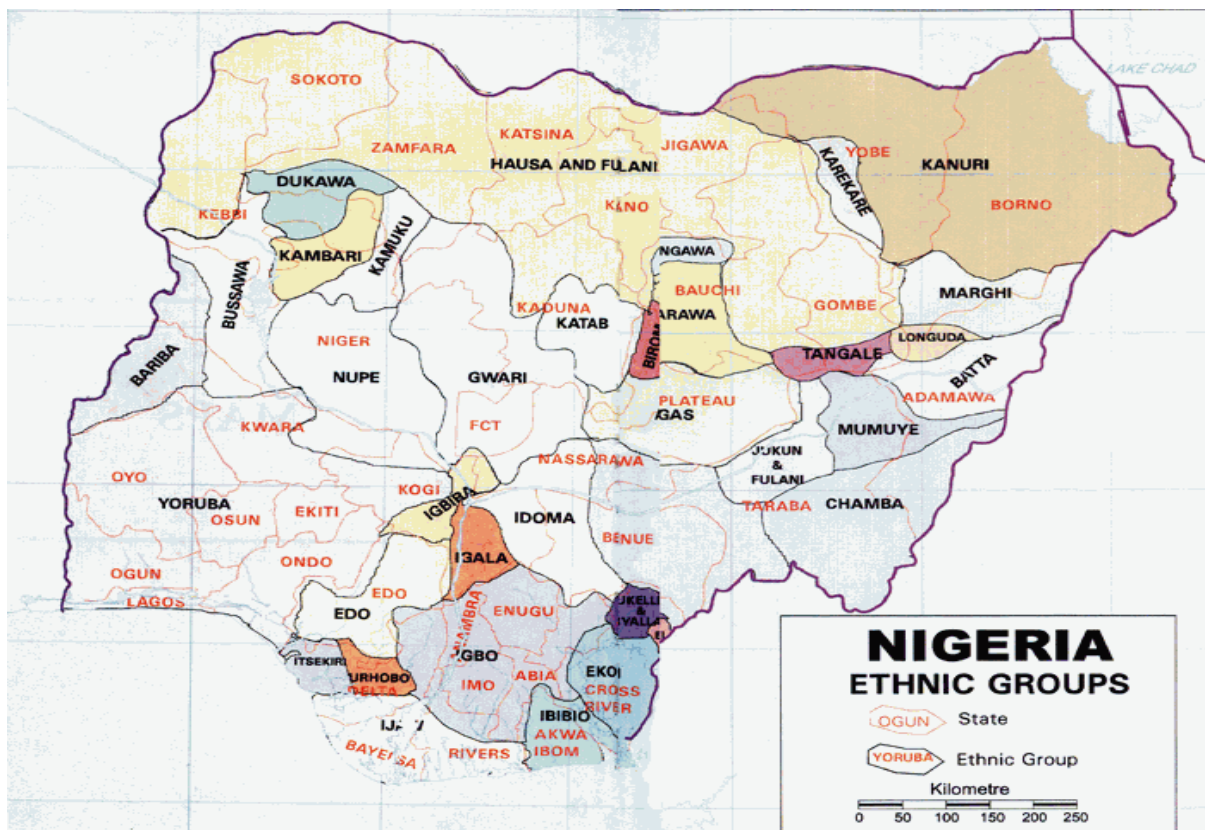 LAKE CHAD
SOKOTO
KATSINA
ZAMFARA
JIGAWA
HAUSA AND FULANI
YOBE
KAREKARE
KANURI
DUKAWA
KANO
BORNO
KEBBI
KAMBARI
KAMUKU
NGAWA
BUSSAWA
BAUCHI
MARGHI
KADUNA
GOMBE
KATAB
ARAWA
NIGER
BIROM
LONGUDA
BARIBA
TANGALE
BATTA
NUPE
GWARI
ADAMAWA
PLATEAU
GAS
KWARA
FCT
MUMUYE
JUKUN
&
FULANI
NASSARAWA
OYO
KOGI
YORUBA
IGBIRA
TARABA
CHAMBA
OSUN
EKITI
IDOMA
BENUE
ONDO
IGALA
OGUN
EDO
LAGOS
EDO
ENUGU
UKELLI
&
ANAMBRA
ITSEKIRI
URHOBO
DELTA
GBO
IMO
ABIA
EKOI
CROSS
RIVER
IBIBIO
AKWA
IBOM
RIVERS
NIGERIA
ETHNIC GROUPS
OGUN State
YORUBA Ethnic Group
Kilometre
0 50 100 150 200 250